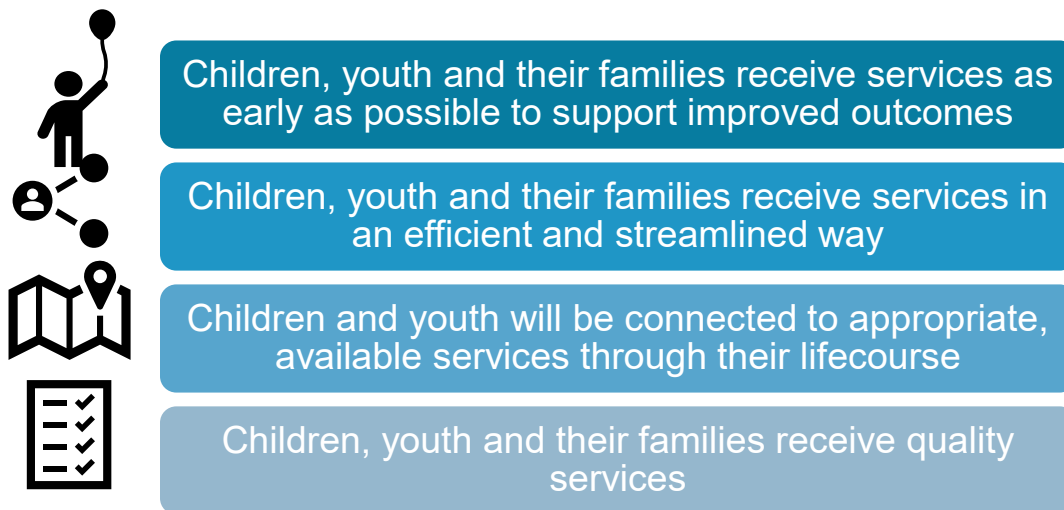 Children, youth and their families receive services as
early as possible to support improved outcomes
Children, youth and their families receive services in
an efficient and streamlined way
Children and youth will be connected to appropriate,
available services through their lifecourse
Children, youth and their families receive quality
services